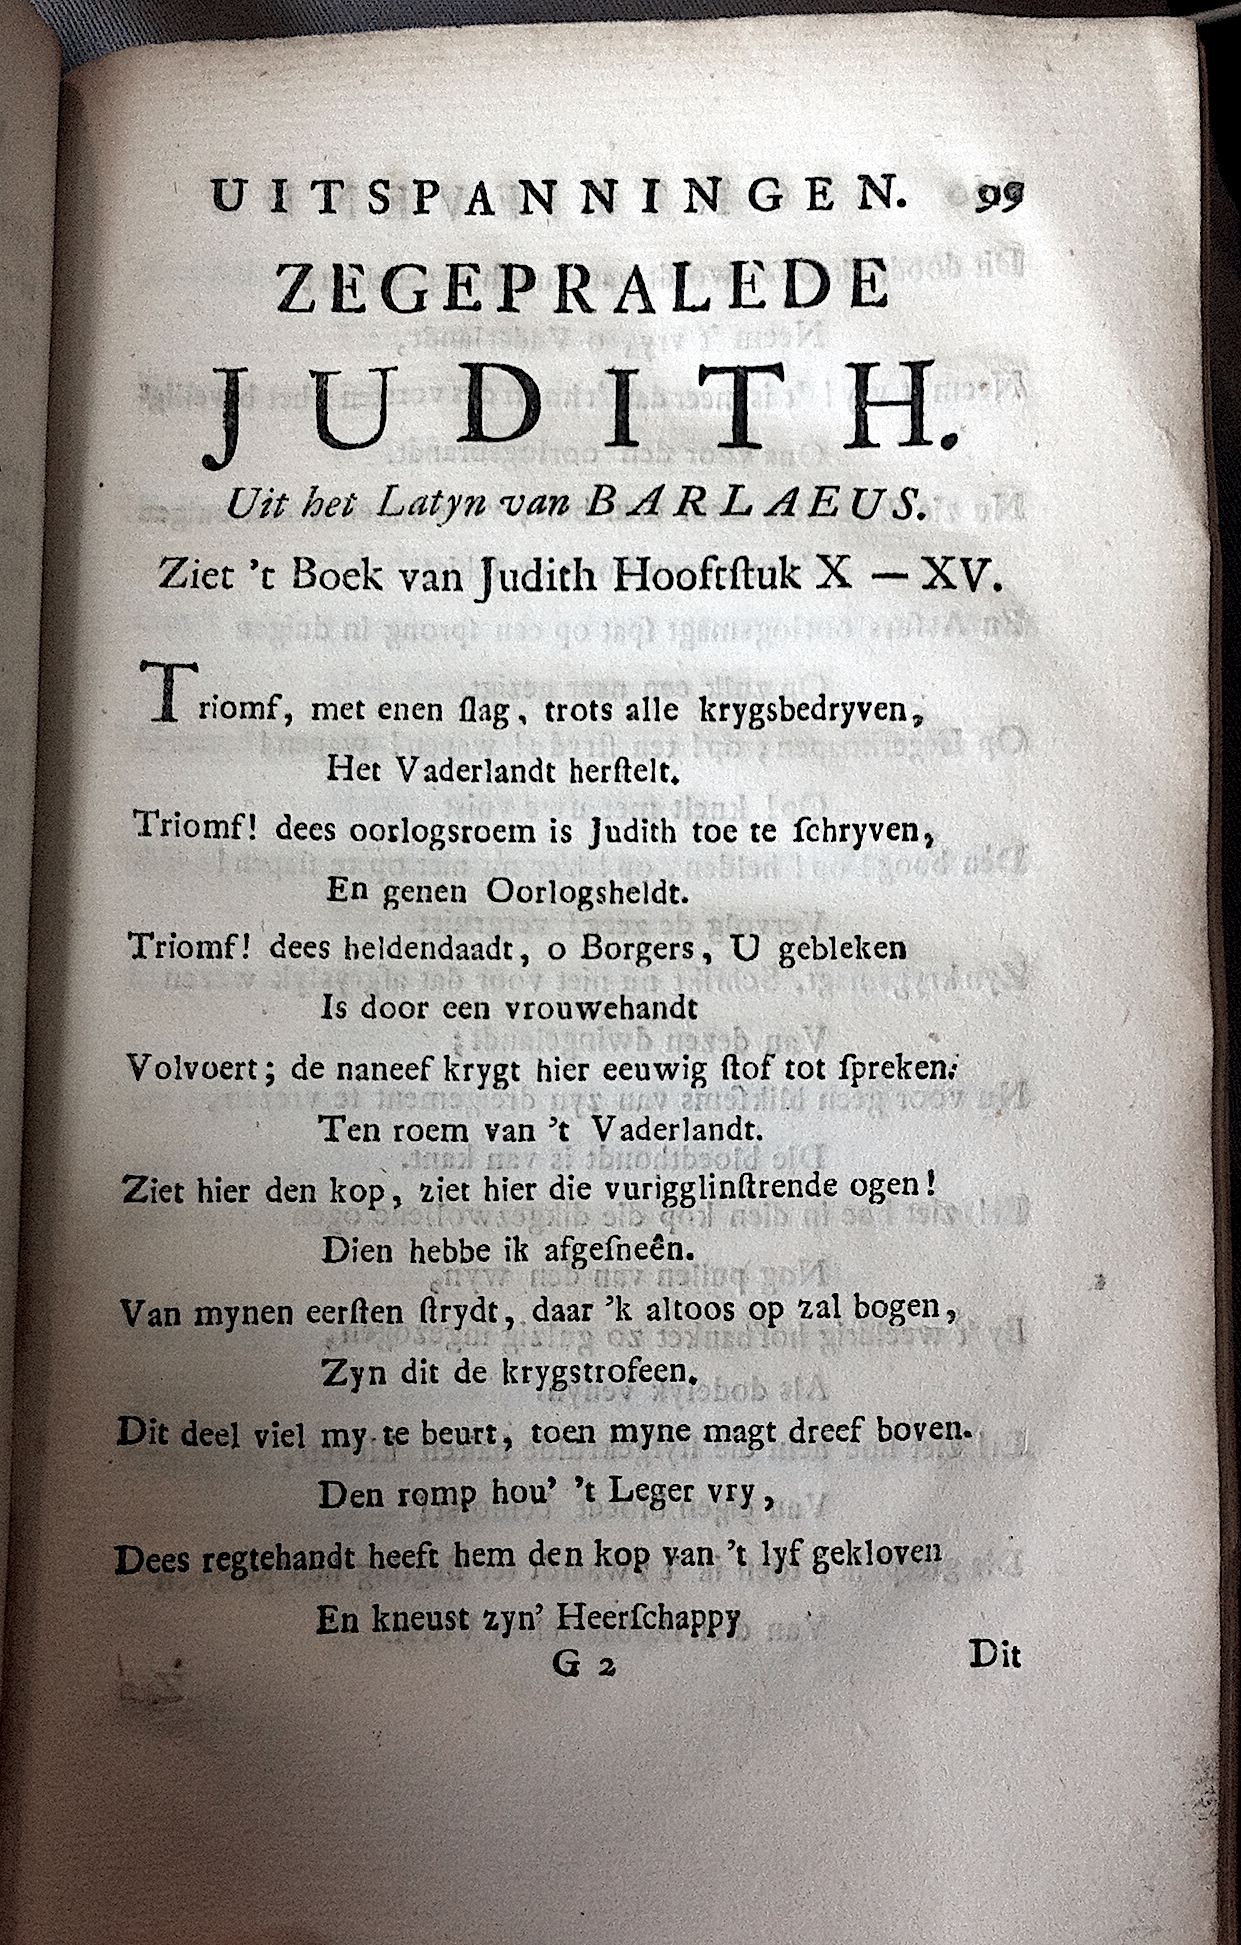 UITSPANNINGEN. 99
ZEGEPRALEDE
JUDITH.
Uit het Latyn van BARLAEUS.
Ziet 't Boek van Judith Hooftſtuk X — XV.
Triomf, met enen ſlag, trots alle krygsbedryven,
Het Vaderlandt herſtelt.
Triomf! dees oorlogsroem is Judith toe te ſchryven,
En genen Oorlogsheldt.
Triomf! dees heldendaadt, o Borgers, U gebleken
Is door een vrouwehandt
Volvoert; de naneef krygt hier eeuwig ſtof tot ſpreken:
Ten roem van 't Vaderlandt.
Ziet hier den kop, ziet hier die vurigglinſtrende ogen!
Dien hebbe ik afgeſneên.
Van mynen eerſten ſtrydt, daar 'k altoos op zal bogen,
Zyn dit de krygstrofeen.
Dit deel viel my te beurt, toen myne magt dreef boven.
Den romp hou' 't Leger vry,
Dees regtehandt heeft hem den kop van 't lyf gekloven
En kneust zyn' Heerſchappy
G 2 Dit